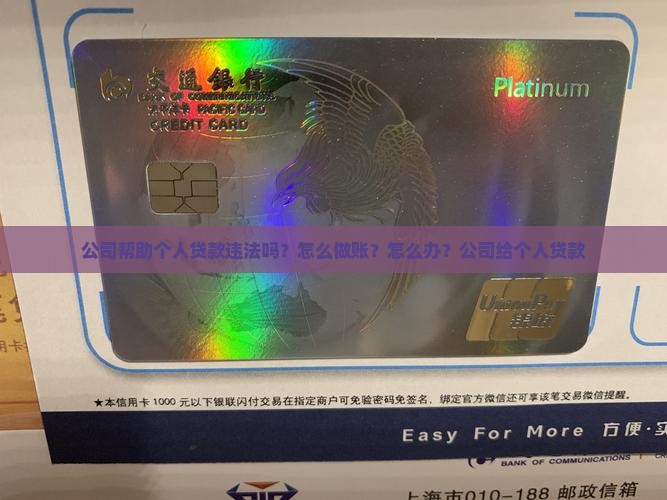 交通銀行
BANK OF COMMUNICATIONS
太平洋卡 PACIFIC CARD
CREDIT CARD
Platinum
公司帮助个人贷款违法吗？怎么做账？怎么办？公司给个人贷款
UnionPay
银联
★本信用卡1000元以下银联闪付交易在指定商户可免验密码免签名，绑定官方微信还可享该笔交易微信提醒。
Easy For More 方便·实
BANK OF COMMUNICATIONS
上海市010-188 邮政信箱